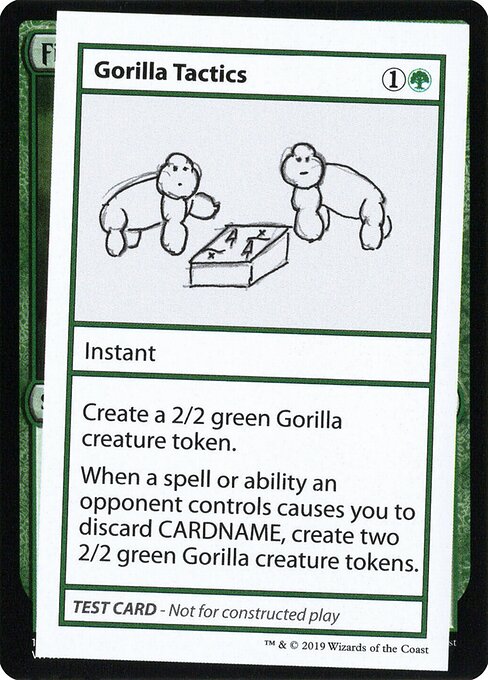 Gorilla Tactics
1
Instant
Create a 2/2 green Gorilla
creature token.
When a spell or ability an
opponent controls causes you to
discard CARDNAME, create two
2/2 green Gorilla creature tokens.
TEST CARD - Not for constructed play
™ & © 2019 Wizards of the Coast